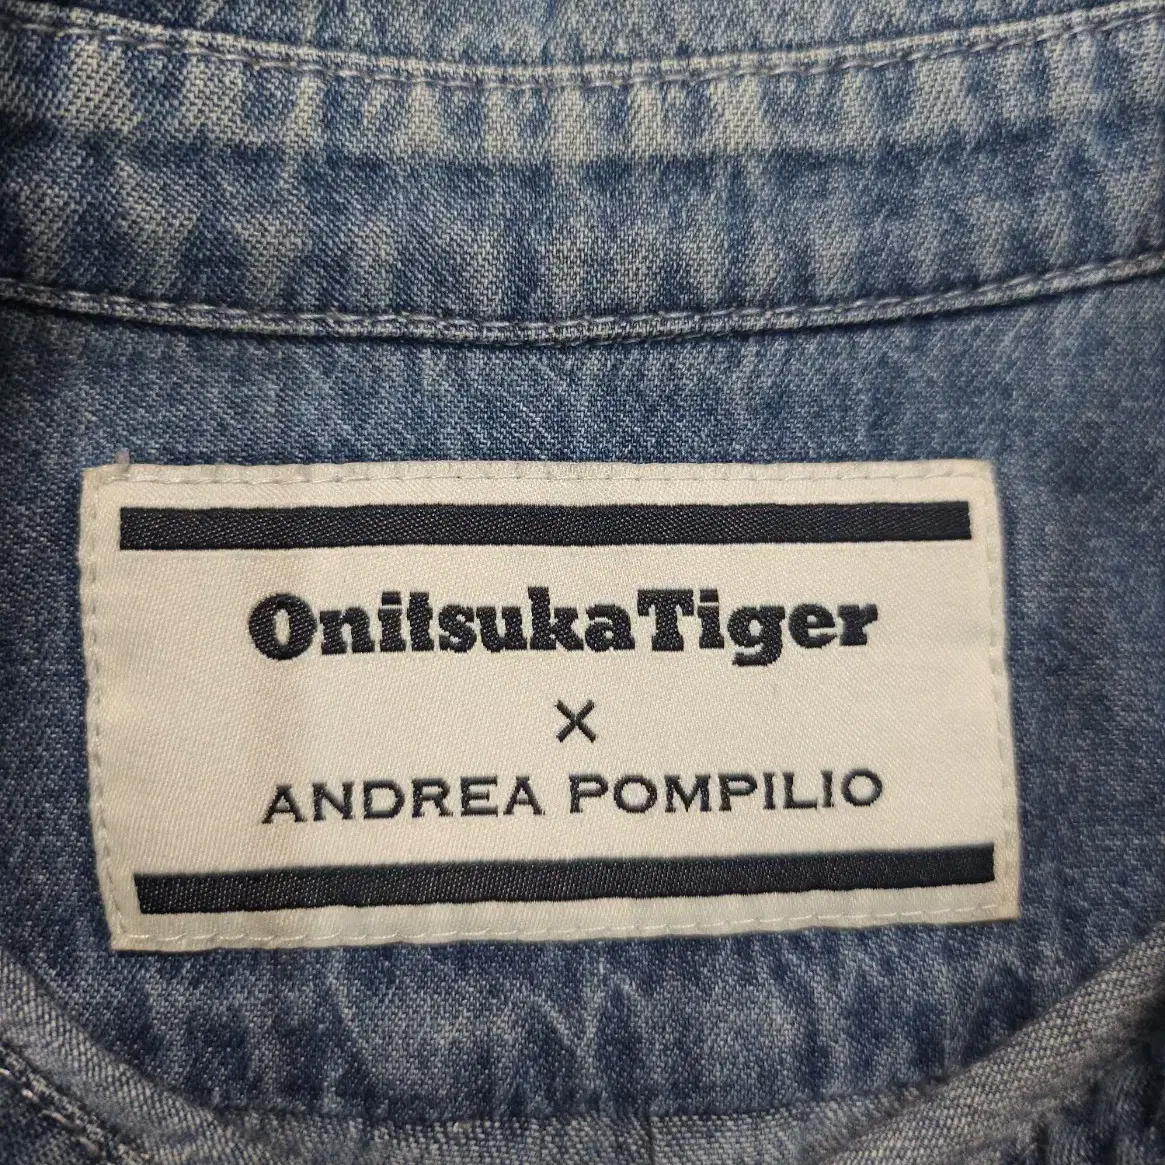 OnitsukaTiger
×
ANDREA POMPILIO